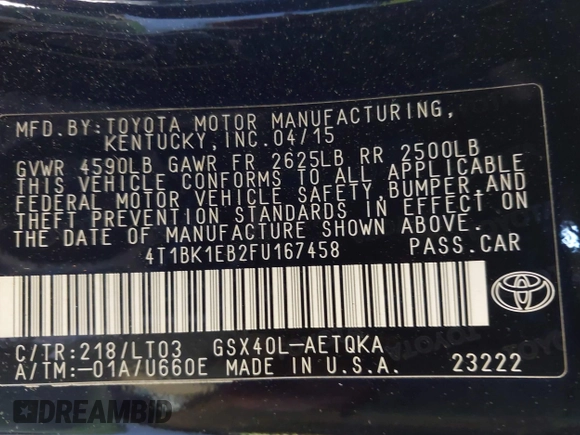 MFD.BY:TOYOTA MOTOR MANUFACTURING,
KENTUCKY,INC.04/15
GVWR 4590LB GAWR FR 2625LB RR 2500LB
THIS VEHICLE CONFORMS TO ALL APPLICABLE
FEDERAL MOTOR VEHICLE SAFETY,BUMPER,AND
THEFT PREVENTION STANDARDS IN EFFECT ON
THE DATE OF MANUFACTURE SHOWN ABOVE.
4T1BK1EB2FU167458 PASS.CAR
C/TR:218/LT03 GSX40L-AETQKA
A/TM:-01A/U660E MADE IN U.S.A. 23222
DREAMBID